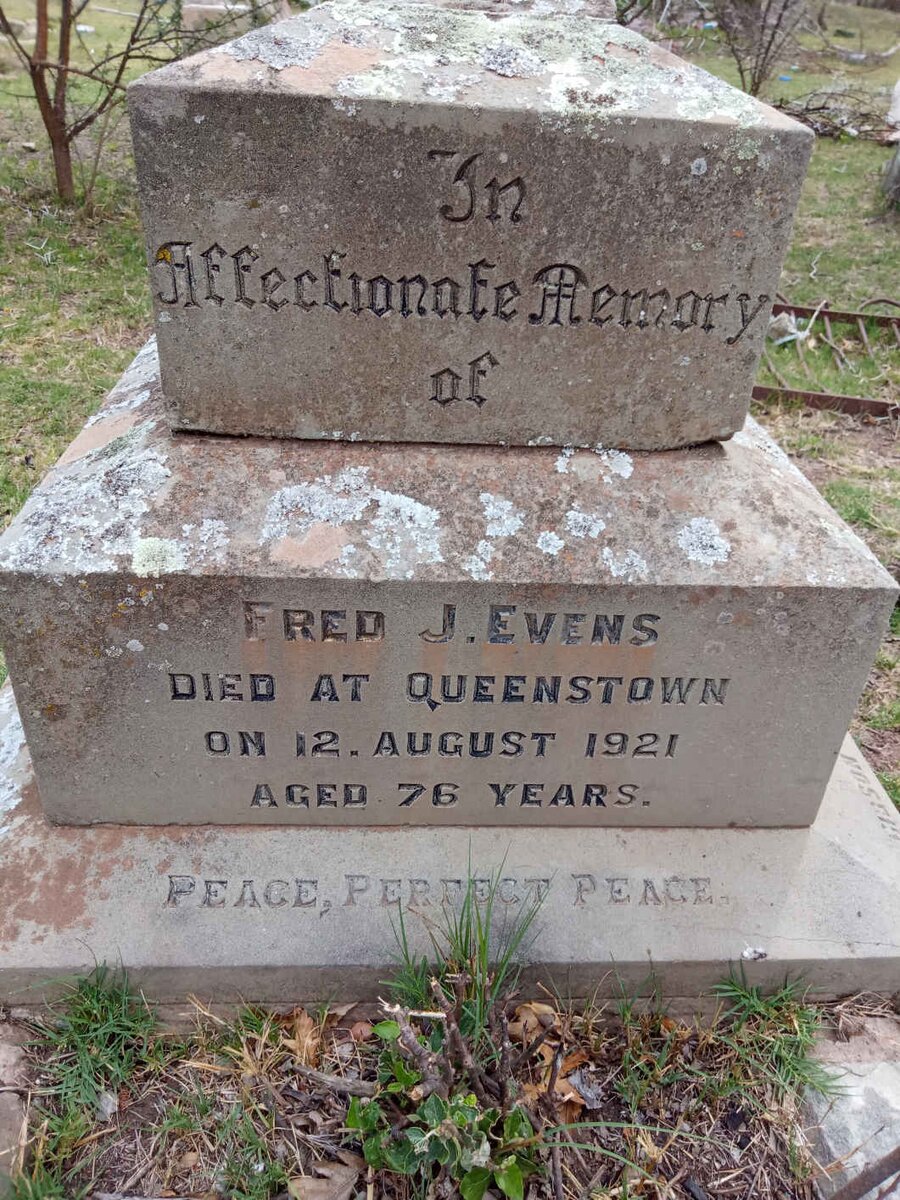 In
Affectionate Memory
of
FRED J. EVENS
DIED AT QUEENSTOWN
ON 12. AUGUST 1921
AGED 76 YEARS.
PEACE, PERFECT PEACE.